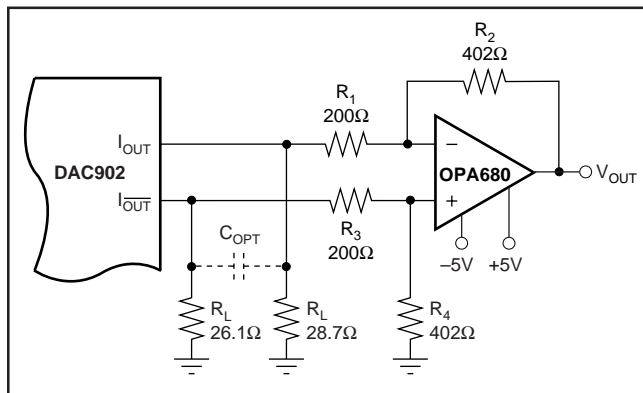 R2
402Ω
R1
200Ω
IOUT
DAC902
−
OPA680
VOUT
IOUT
+
R3
200Ω
COPT
−5V +5V
RL
26.1Ω
RL
28.7Ω
R4
402Ω